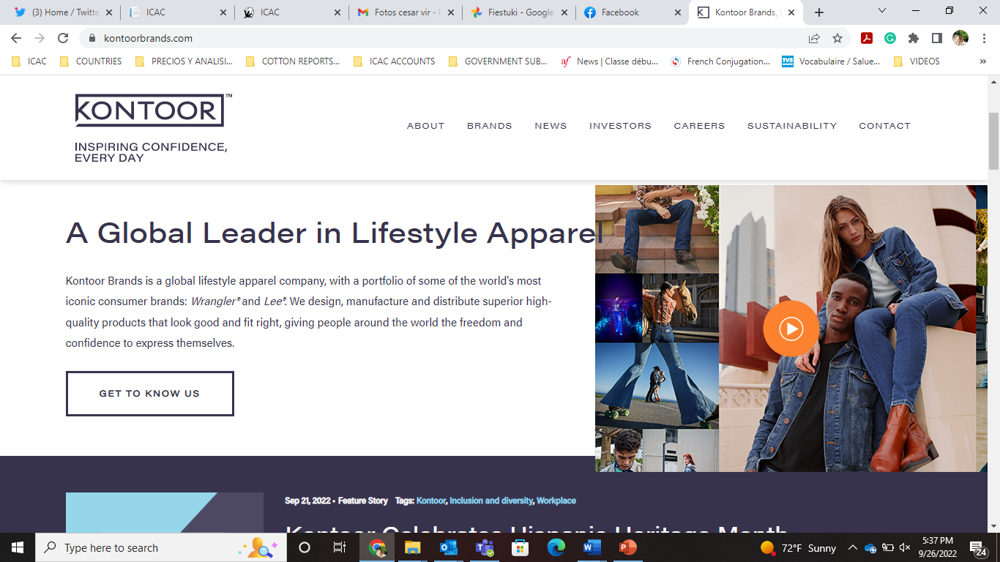 (3) Home / Twitte
ICAC
ICAC
Fotos cesar vir -
Fiestuki - Google
Facebook
Kontoor Brands,
kontoorbrands.com
ICAC
COUNTRIES
PRECIOS Y ANALISI...
COTTON REPORTS...
ICAC ACCOUNTS
GOVERNMENT SUB...
News | Classe débu...
French Conjugation...
Vocabulaire / Salue...
VIDEOS
»
KONTOOR™
INSPIRING CONFIDENCE,
EVERY DAY
ABOUT BRANDS NEWS INVESTORS CAREERS SUSTAINABILITY CONTACT
A Global Leader in Lifestyle Apparel
Kontoor Brands is a global lifestyle apparel company, with a portfolio of some of the world's most
iconic consumer brands: Wrangler® and Lee®. We design, manufacture and distribute superior high-
quality products that look good and fit right, giving people around the world the freedom and
confidence to express themselves.
GET TO KNOW US
Sep 21, 2022 • Feature Story Tags: Kontoor, Inclusion and diversity, Workplace
Kontoor Celebrates Hispanic Heritage Month
Type here to search
72°F Sunny
5:37 PM
9/26/2022
24